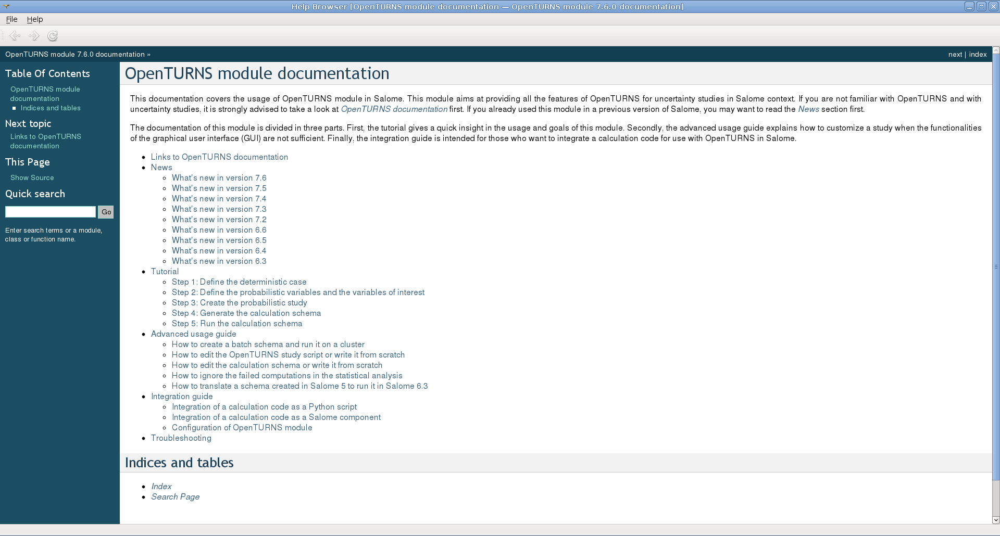 Help Browser [OpenTURNS module documentation — OpenTURNS module 7.6.0 documentation]
File Help
OpenTURNS module 7.6.0 documentation »
next | index
Table Of Contents
OpenTURNS module
documentation
Indices and tables
Next topic
Links to OpenTURNS
documentation
This Page
Show Source
Quick search
Go
Enter search terms or a module,
class or function name.
OpenTURNS module documentation
This documentation covers the usage of OpenTURNS module in Salome. This module aims at providing all the features of OpenTURNS for uncertainty studies in Salome context. If you are not familiar with OpenTURNS and with
uncertainty studies, it is strongly advised to take a look at OpenTURNS documentation first. If you already used this module in a previous version of Salome, you may want to read the News section first.
The documentation of this module is divided in three parts. First, the tutorial gives a quick insight in the usage and goals of this module. Secondly, the advanced usage guide explains how to customize a study when the functionalities
of the graphical user interface (GUI) are not sufficient. Finally, the integration guide is intended for those who want to integrate a calculation code for use with OpenTURNS in Salome.
Links to OpenTURNS documentation
News
What's new in version 7.6
What's new in version 7.5
What's new in version 7.4
What's new in version 7.3
What's new in version 7.2
What's new in version 6.6
What's new in version 6.5
What's new in version 6.4
What's new in version 6.3
Tutorial
Step 1: Define the deterministic case
Step 2: Define the probabilistic variables and the variables of interest
Step 3: Create the probabilistic study
Step 4: Generate the calculation schema
Step 5: Run the calculation schema
Advanced usage guide
How to create a batch schema and run it on a cluster
How to edit the OpenTURNS study script or write it from scratch
How to edit the calculation schema or write it from scratch
How to ignore the failed computations in the statistical analysis
How to translate a schema created in Salome 5 to run it in Salome 6.3
Integration guide
Integration of a calculation code as a Python script
Integration of a calculation code as a Salome component
Configuration of OpenTURNS module
Troubleshooting
Indices and tables
Index
Search Page